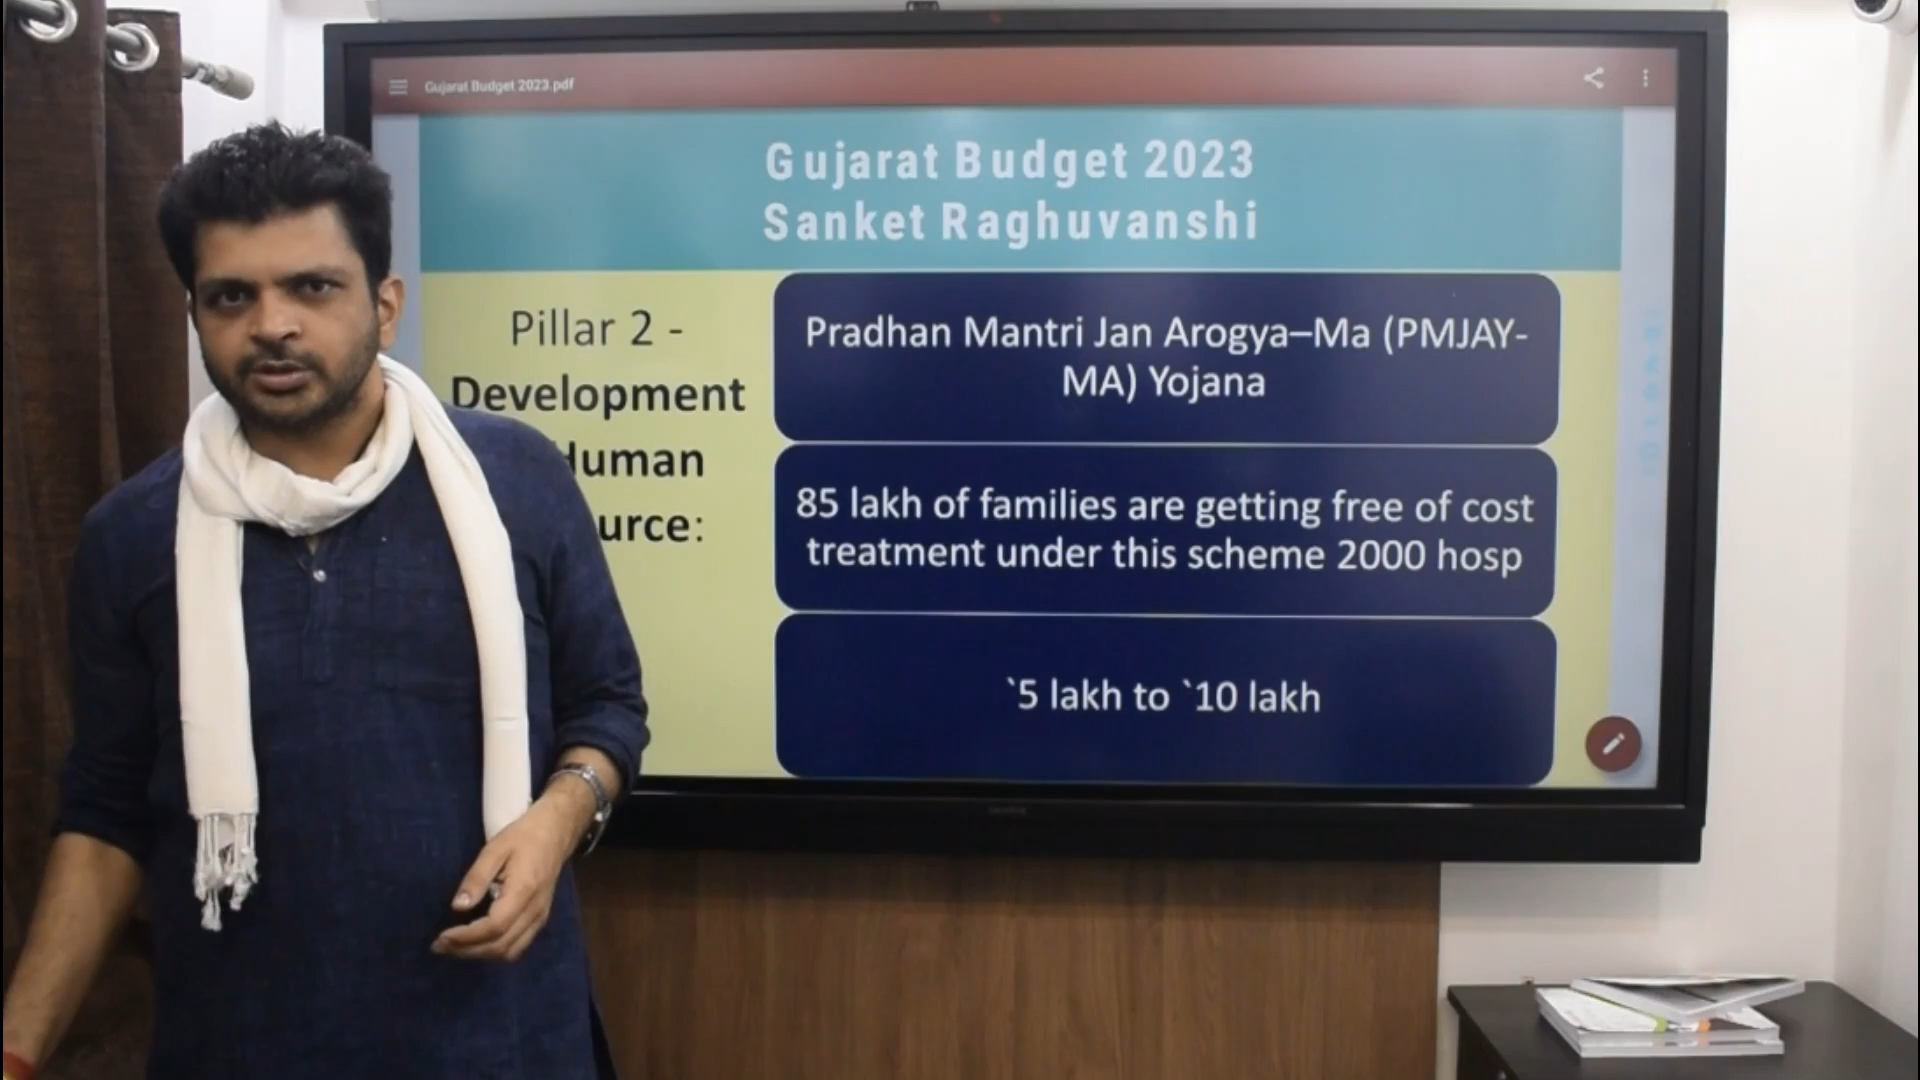 Gujarat Budget 2023.pdf
Gujarat Budget 2023
Sanket Raghuvanshi
Pillar 2 -
Development
uman
urce:
Pradhan Mantri Jan Arogya–Ma (PMJAY-
MA) Yojana
85 lakh of families are getting free of cost
treatment under this scheme 2000 hosp
`5 lakh to `10 lakh